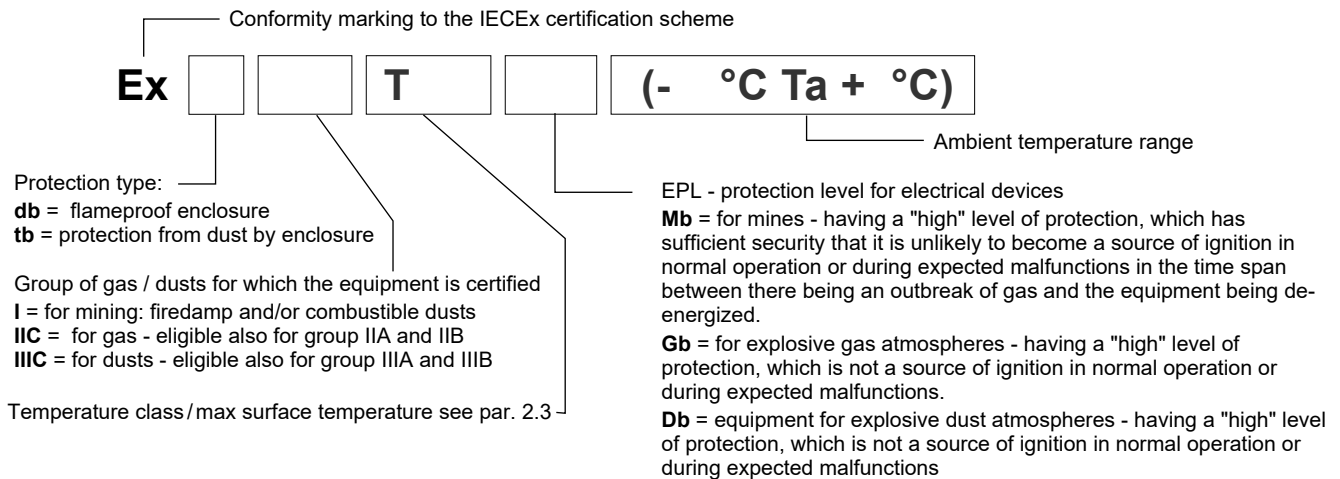 Conformity marking to the IECEx certification scheme
Ex T (- °C Ta + °C)
Ambient temperature range
Protection type:
db = flameproof enclosure
tb = protection from dust by enclosure
Group of gas / dusts for which the equipment is certified
I = for mining: firedamp and/or combustible dusts
IIC = for gas - eligible also for group IIA and IIB
IIIC = for dusts - eligible also for group IIIA and IIIB
Temperature class/max surface temperature see par. 2.3
EPL - protection level for electrical devices
Mb = for mines - having a "high" level of protection, which has
sufficient security that it is unlikely to become a source of ignition in
normal operation or during expected malfunctions in the time span
between there being an outbreak of gas and the equipment being de-
energized.
Gb = for explosive gas atmospheres - having a "high" level of
protection, which is not a source of ignition in normal operation or
during expected malfunctions.
Db = equipment for explosive dust atmospheres - having a "high" level
of protection, which is not a source of ignition in normal operation or
during expected malfunctions